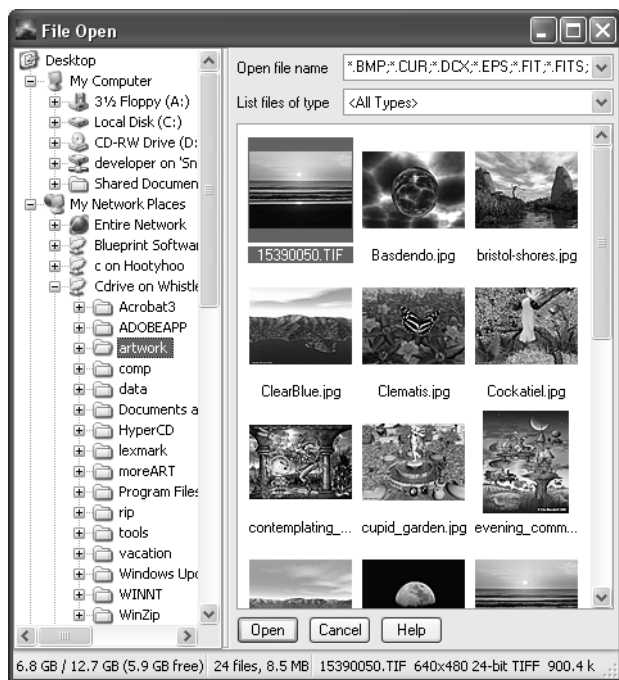 File Open
Desktop
My Computer
3½ Floppy (A:)
Local Disk (C:)
CD-RW Drive (D:
developer on 'Sn
Shared Documen
My Network Places
Entire Network
Blueprint Softwar
c on Hootyhoo
Cdrive on Whistle
Acrobat3
ADOBEAPP
artwork
comp
data
Documents a
HyperCD
lexmark
moreART
Program Files
rip
tools
vacation
Windows Upd
WINNT
WinZip
Open file name *.BMP;*.CUR;*.DCX;*.EPS;*.FIT;*.FITS;
List files of type <All Types>
15390050.TIF Basdendo.jpg bristol-shores.jpg
ClearBlue.jpg Clematis.jpg Cockatiel.jpg
contemplating_... cupid_garden.jpg evening_comm...
Open Cancel Help
6.8 GB / 12.7 GB (5.9 GB free) 24 files, 8.5 MB 15390050.TIF 640x480 24-bit TIFF 900.4 k